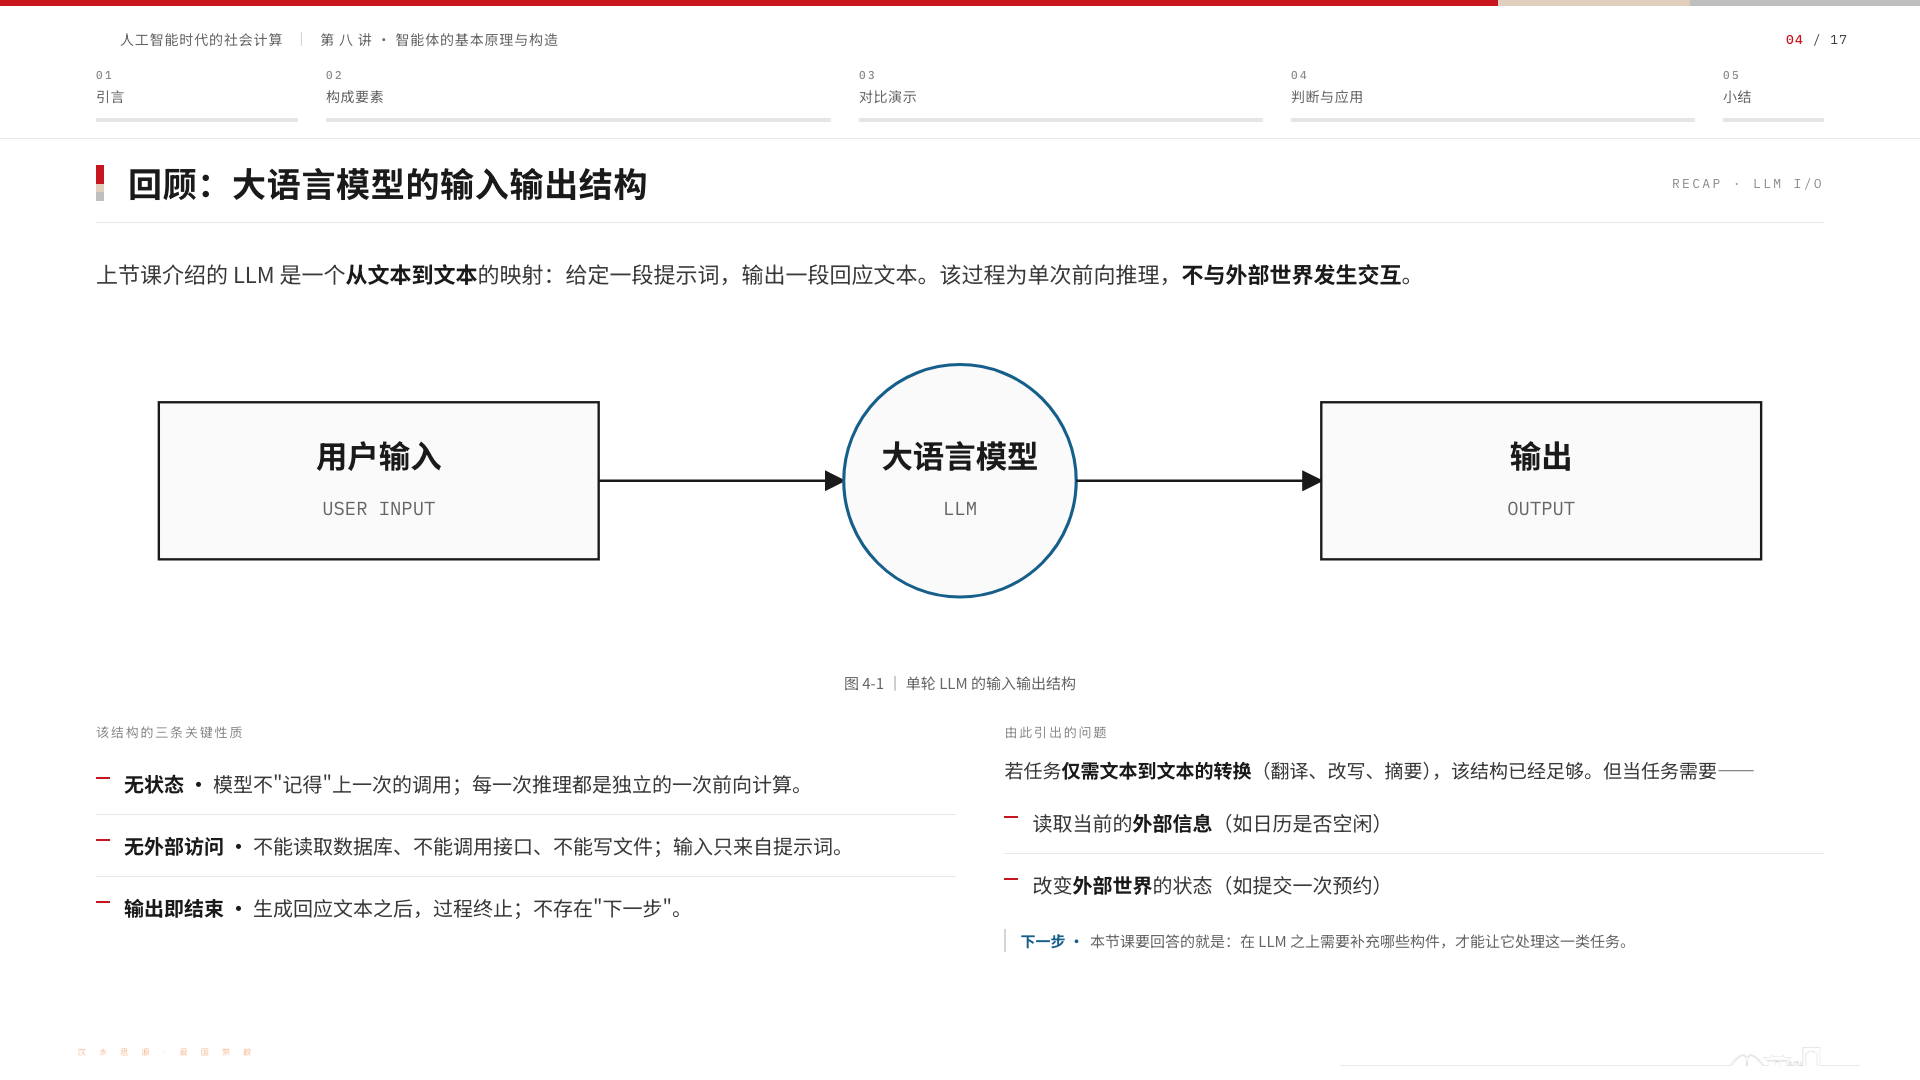 人工智能时代的社会计算 | 第 八 讲 · 智能体的基本原理与构造
04 / 17
01
引言
02
构成要素
03
对比演示
04
判断与应用
05
小结
回顾：大语言模型的输入输出结构
RECAP · LLM I/O
上节课介绍的 LLM 是一个从文本到文本的映射：给定一段提示词，输出一段回应文本。该过程为单次前向推理，不与外部世界发生交互。
用户输入
USER INPUT
大语言模型
LLM
输出
OUTPUT
图 4-1 | 单轮 LLM 的输入输出结构
该结构的三条关键性质
无状态 · 模型不"记得"上一次的调用；每一次推理都是独立的一次前向计算。
无外部访问 · 不能读取数据库、不能调用接口、不能写文件；输入只来自提示词。
输出即结束 · 生成回应文本之后，过程终止；不存在"下一步"。
由此引出的问题
若任务仅需文本到文本的转换（翻译、改写、摘要），该结构已经足够。但当任务需要——
读取当前的外部信息（如日历是否空闲）
改变外部世界的状态（如提交一次预约）
下一步 · 本节课要回答的就是：在 LLM 之上需要补充哪些构件，才能让它处理这一类任务。
饮 水 思 源 · 爱 国 荣 校